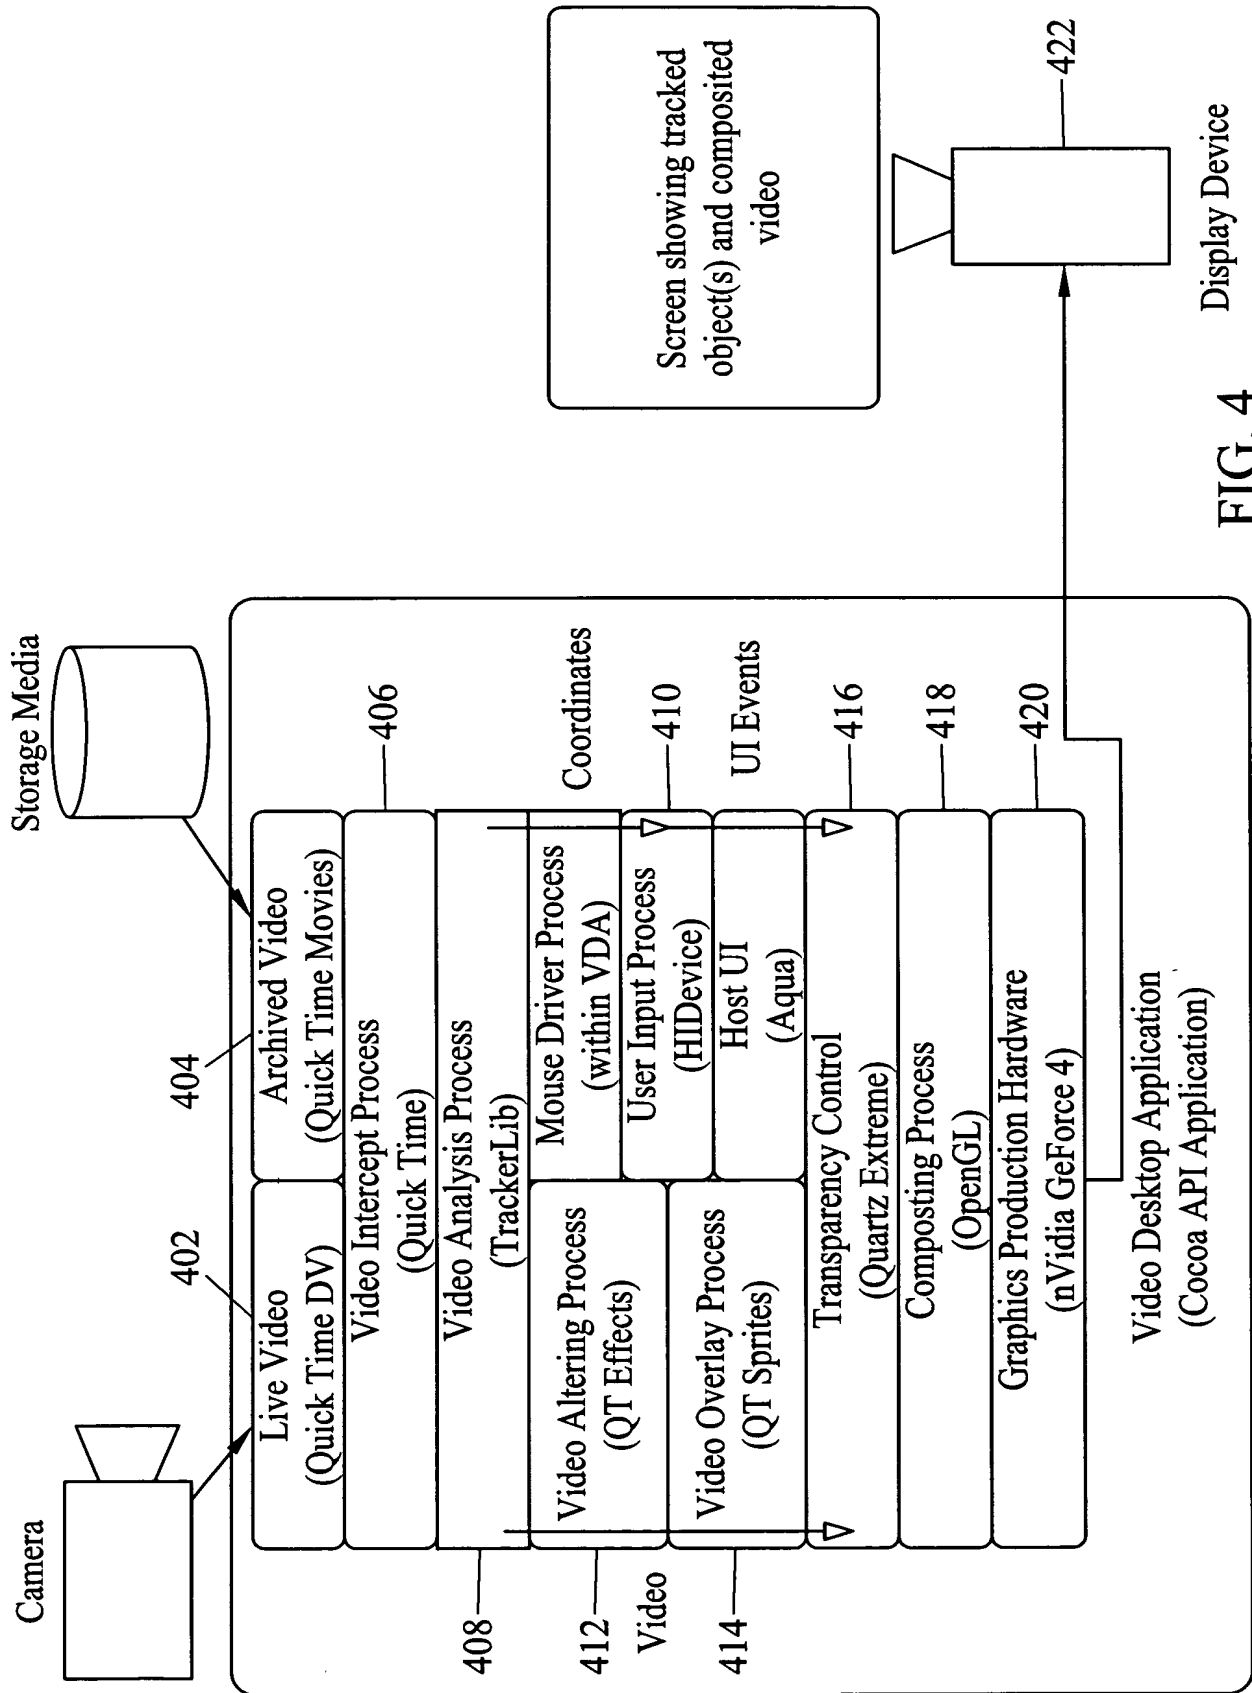 Camera
Storage Media
402
404
Live Video
(Quick Time DV)
Archived Video
(Quick Time Movies)
Video Intercept Process
(Quick Time)
406
Video Analysis Process
(TrackerLib)
408
Coordinates
Video Altering Process
(QT Effects)
412
Mouse Driver Process
(within VDA)
User Input Process
(HIDevice)
410
Video
Video Overlay Process
(QT Sprites)
414
Host UI
(Aqua)
UI Events
Transparency Control
(Quartz Extreme)
416
Composting Process
(OpenGL)
418
Graphics Production Hardware
(nVidia GeForce 4)
420
Video Desktop Application
(Cocoa API Application)
Screen showing tracked
object(s) and composited
video
422
Display Device
FIG. 4